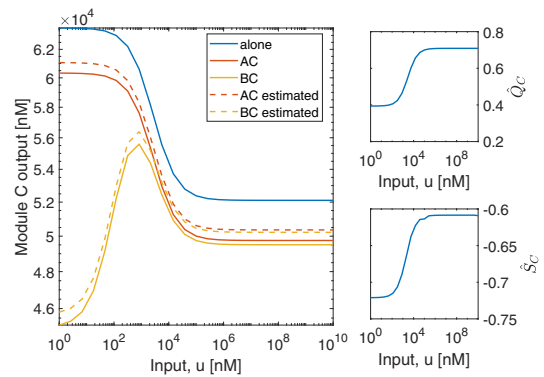 ×10⁴
6.2
6
5.8
5.6
5.4
5.2
5
4.8
4.6
Module C output [nM]
10⁰ 10² 10⁴ 10⁶ 10⁸ 10¹⁰
Input, u [nM]
alone
AC
BC
AC estimated
BC estimated
0.8
0.6
0.4
0.2
Q̂_C
10⁰ 10⁴ 10⁸
Input, u [nM]
-0.6
-0.65
-0.7
-0.75
Ŝ_C
10⁰ 10⁴ 10⁸
Input, u [nM]